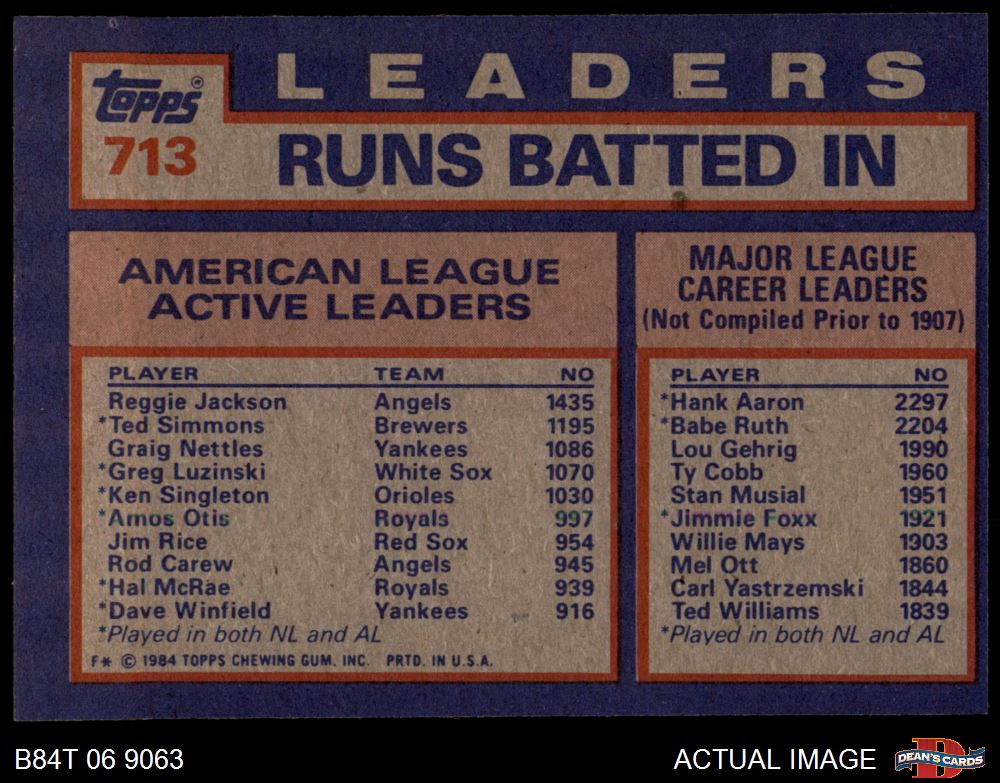 LEADERS
Topps®
713
RUNS BATTED IN
AMERICAN LEAGUE
ACTIVE LEADERS
PLAYER TEAM NO
Reggie Jackson Angels 1435
*Ted Simmons Brewers 1195
Graig Nettles Yankees 1086
*Greg Luzinski White Sox 1070
*Ken Singleton Orioles 1030
*Amos Otis Royals 997
Jim Rice Red Sox 954
Rod Carew Angels 945
*Hal McRae Royals 939
*Dave Winfield Yankees 916
*Played in both NL and AL
F* © 1984 TOPPS CHEWING GUM, INC. PRTD. IN U.S.A.
MAJOR LEAGUE
CAREER LEADERS
(Not Compiled Prior to 1907)
PLAYER NO
*Hank Aaron 2297
*Babe Ruth 2204
Lou Gehrig 1990
Ty Cobb 1960
Stan Musial 1951
*Jimmie Foxx 1921
Willie Mays 1903
Mel Ott 1860
Carl Yastrzemski 1844
Ted Williams 1839
*Played in both NL and AL
B84T 06 9063
ACTUAL IMAGE
D
DEAN'S CARDS